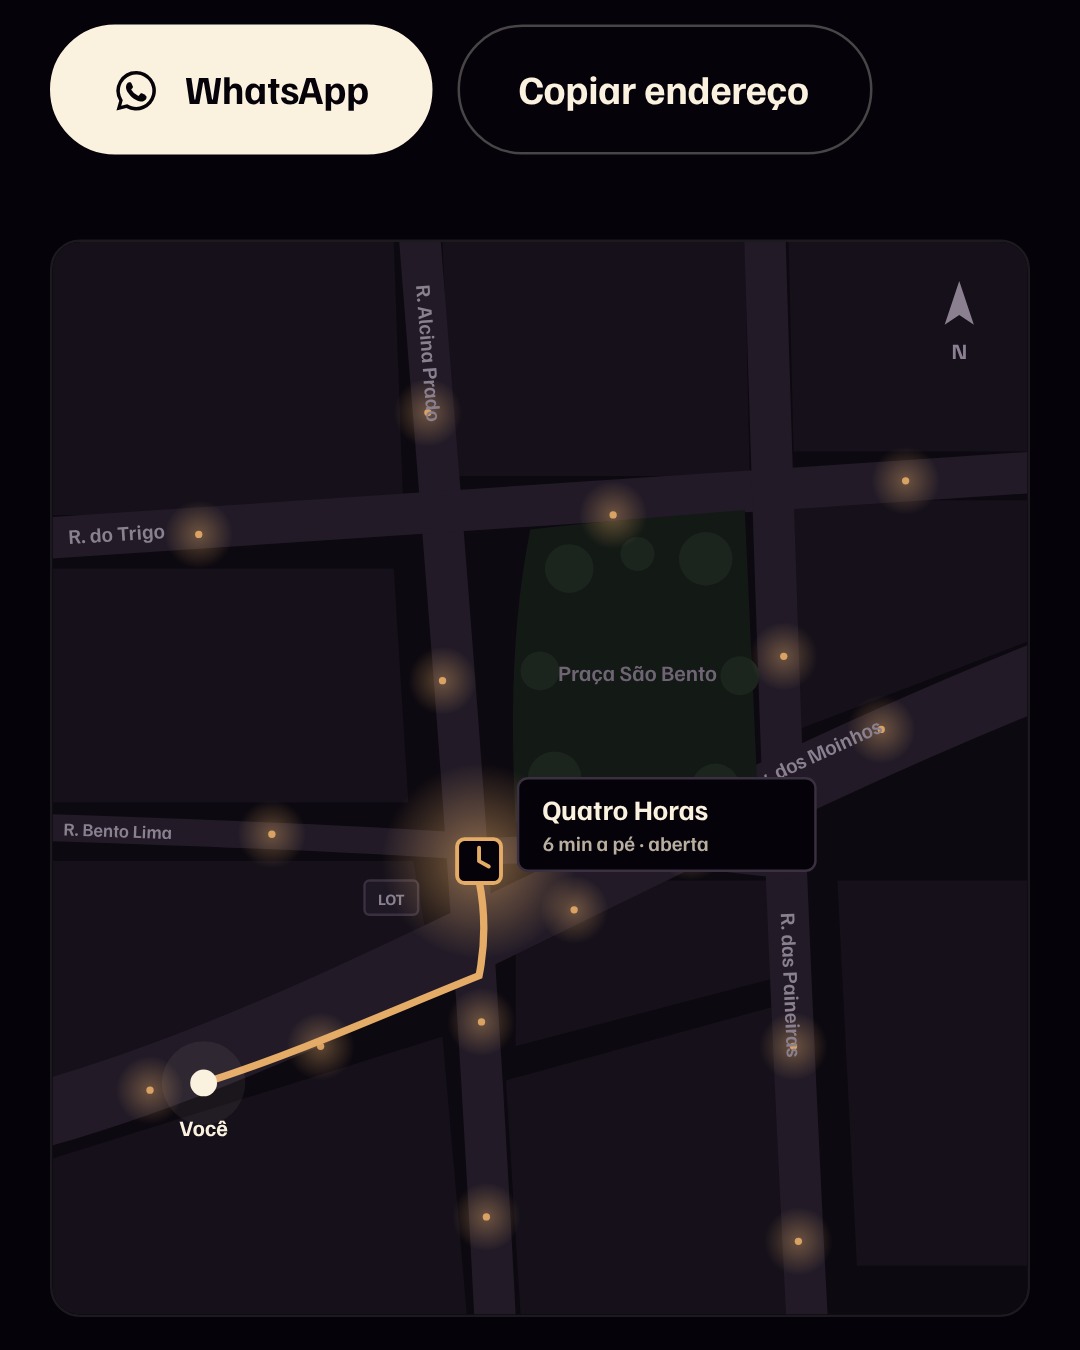 WhatsApp
Copiar endereço
R. Alcina Prado
N
R. do Trigo
Praça São Bento
. dos Moinhos
Quatro Horas
6 min a pé · aberta
R. Bento Lima
LOT
R. das Paineiras
Você